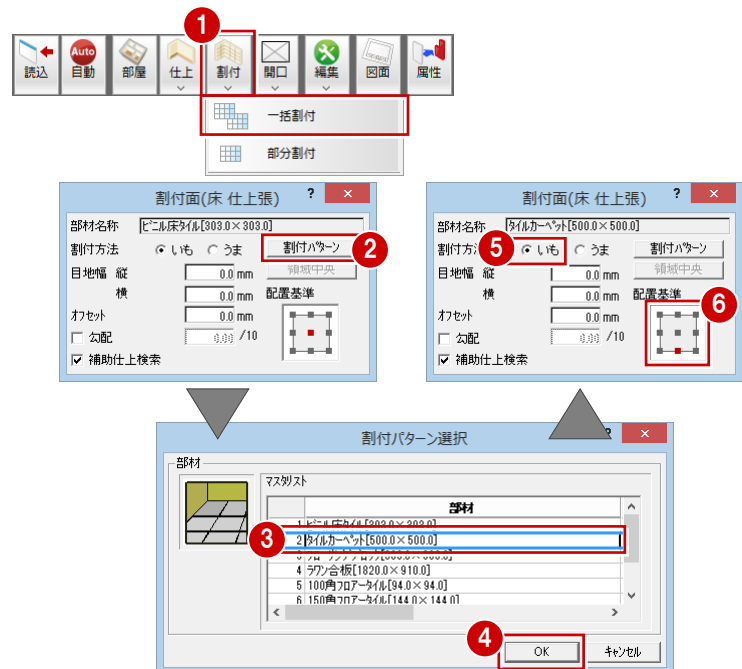 1
Auto
読込 自動 部屋 仕上 割付 開口 編集 図面 属性
一括割付
部分割付
割付面(床 仕上張) ? ×
部材名称 ビニル床タイル[303.0×303.0]
割付方法 いも うま 割付パターン 2
目地幅 縦 0.0 mm 領域中央
横 0.0 mm 配置基準
オフセット 0.0 mm
勾配 0.00 /10
補助仕上検索
割付面(床 仕上張) ? ×
部材名称 タイルカーペット[500.0×500.0]
割付方法 5 いも うま 割付パターン
目地幅 縦 0.0 mm 領域中央
横 0.0 mm 配置基準
6
オフセット 0.0 mm
勾配 0.00 /10
補助仕上検索
割付パターン選択 ? ×
部材
マスタリスト
部材
1 ビニル床タイル[303.0×303.0]
3
2 タイルカーペット[500.0×500.0]
4 ラワン合板[1820.0×910.0]
5 100角フロアータイル[94.0×94.0]
6 150角フロアータイル[144.0×144.0]
4
OK キャンセル